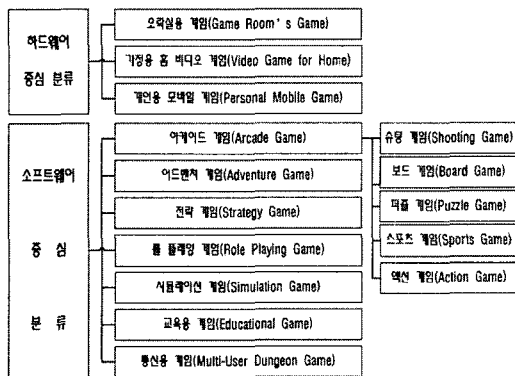 하드웨어
중심 분류
오락실용 게임(Game Room's Game)
가정용 홈 비디오 게임(Video Game for Home)
개인용 모바일 게임(Personal Mobile Game)
소프트웨어
중 심
분 류
아케이드 게임(Arcade Game)
어드벤쳐 게임(Adventure Game)
전략 게임(Strategy Game)
롤 플레잉 게임(Role Playing Game)
시뮬레이션 게임(Simulation Game)
교육용 게임(Educational Game)
통신용 게임(Multi-User Dungeon Game)
슈팅 게임(Shooting Game)
보드 게임(Board Game)
퍼즐 게임(Puzzle Game)
스포츠 게임(Sports Game)
액션 게임(Action Game)